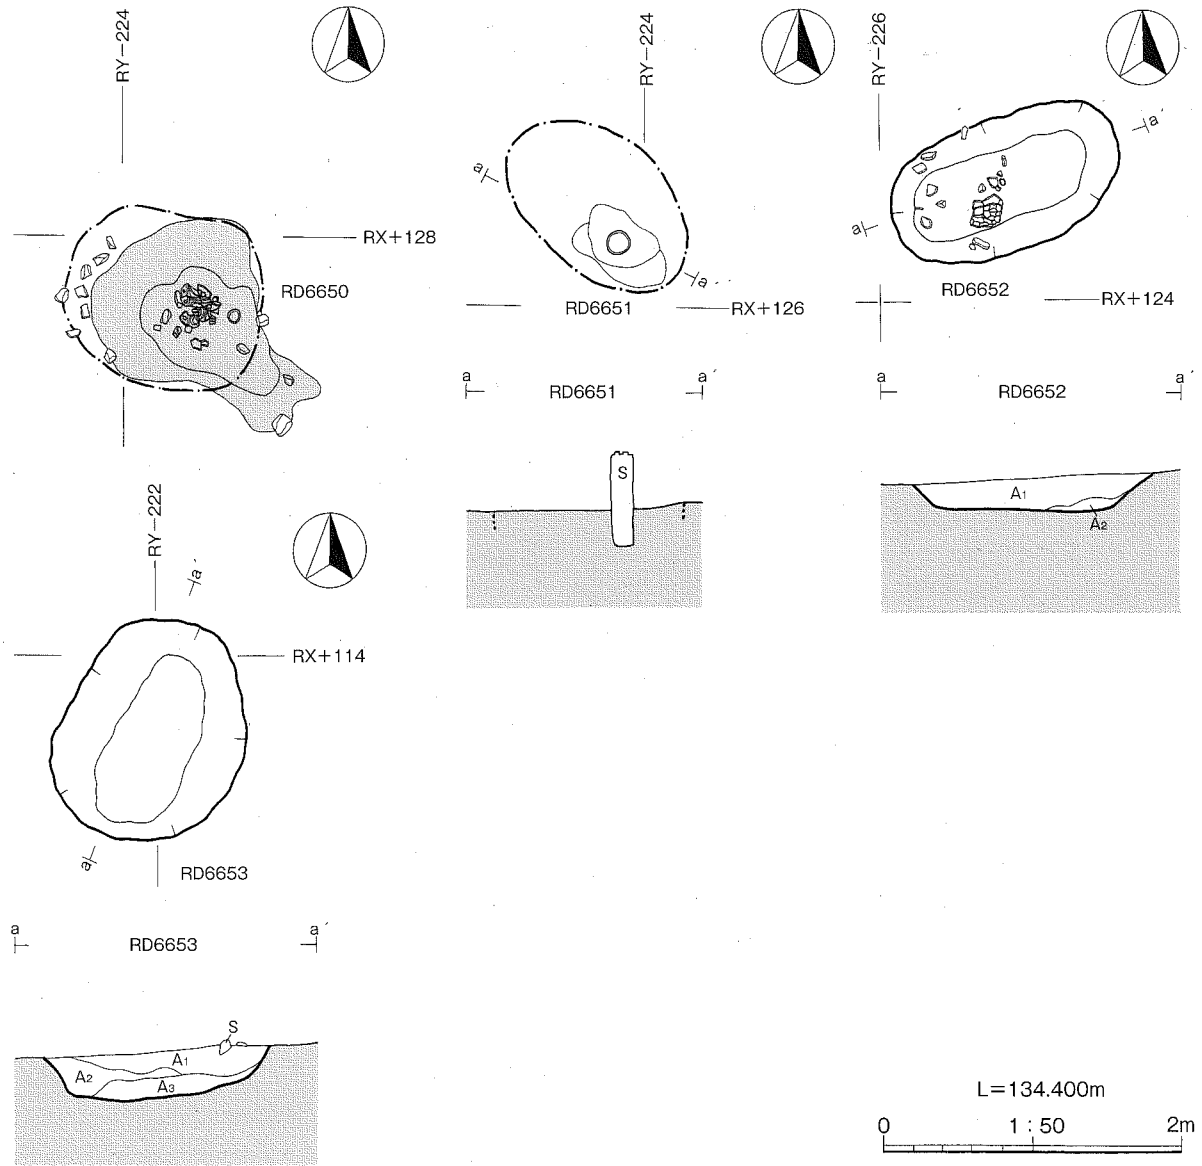 RY−224
RX+128
RD6650
RY−224
a
a´
RD6651
RX+126
RY−226
a´
a
RD6652
RX+124
a
RD6651
a´
S
a
RD6652
a´
A1
A2
RY−222
a´
RX+114
a
RD6653
a
RD6653
a´
S
A1
A2
A3
L=134.400m
0 1:50 2m